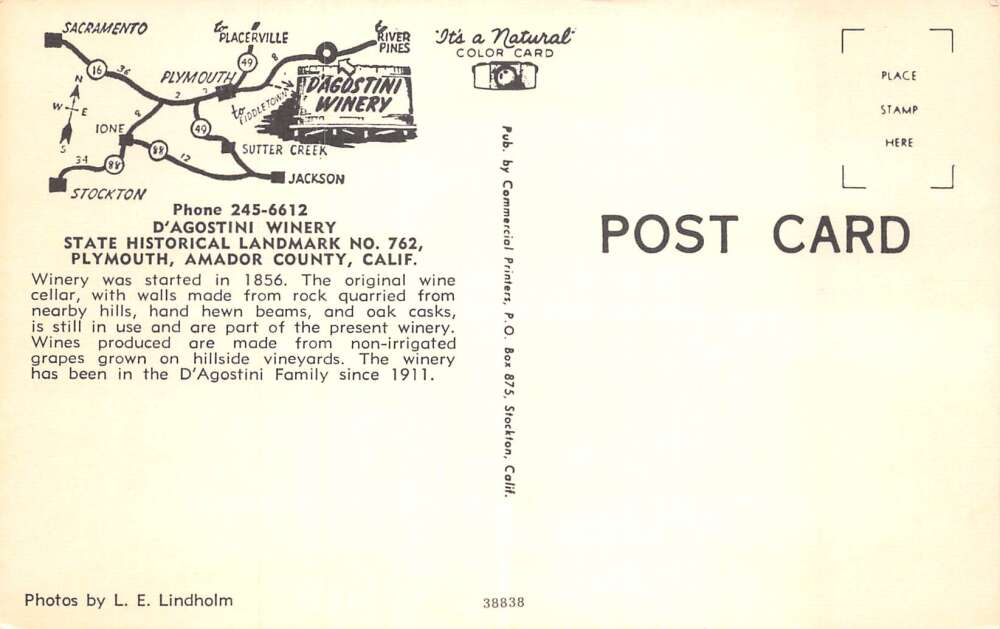 SACRAMENTO
to
PLACERVILLE
to
RIVER
PINES
16
36
49
8
PLYMOUTH
2
2
D'AGOSTINI
WINERY
to
FIDDLETOWN
N
W
E
S
9
IONE
49
88
88
12
34
SUTTER CREEK
JACKSON
STOCKTON
Phone 245-6612
D'AGOSTINI WINERY
STATE HISTORICAL LANDMARK NO. 762,
PLYMOUTH, AMADOR COUNTY, CALIF.
Winery was started in 1856. The original wine
cellar, with walls made from rock quarried from
nearby hills, hand hewn beams, and oak casks,
is still in use and are part of the present winery.
Wines produced are made from non-irrigated
grapes grown on hillside vineyards. The winery
has been in the D'Agostini Family since 1911.
Photos by L. E. Lindholm
"It's a Natural"
COLOR CARD
Pub. by Commercial Printers, P.O. Box 875, Stockton, Calif.
38838
PLACE
STAMP
HERE
POST CARD